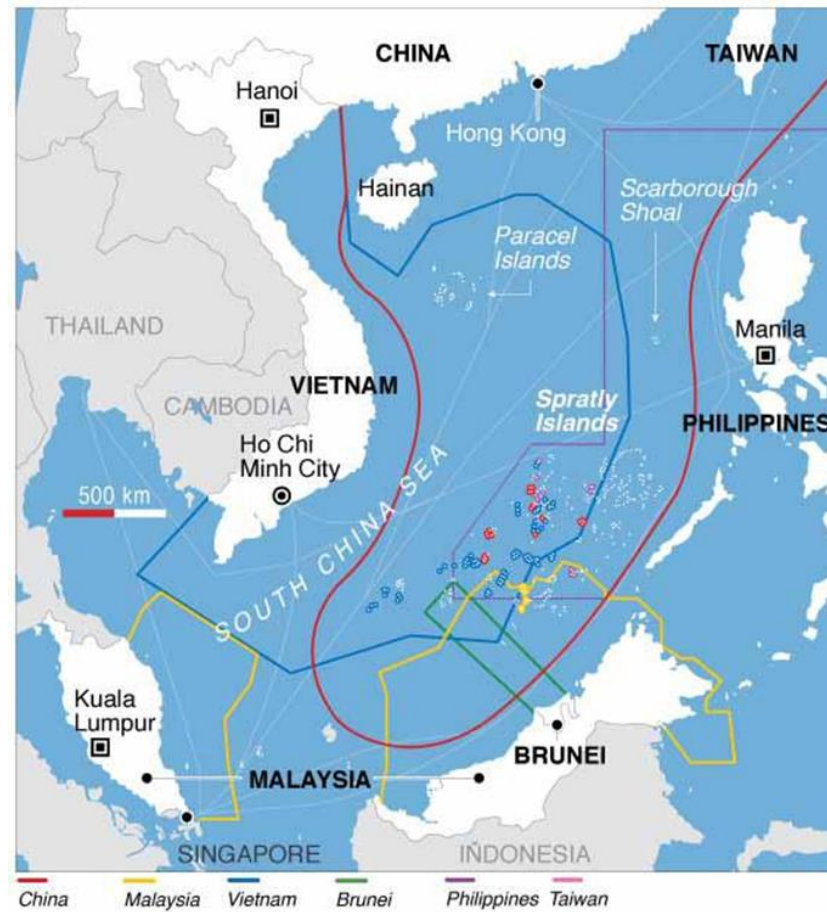 CHINA
TAIWAN
Hanoi
Hong Kong
Hainan
Scarborough
Shoal
Paracel
Islands
THAILAND
Manila
VIETNAM
CAMBODIA
Spratly
Islands
PHILIPPINES
Ho Chi
Minh City
500 km
SOUTH CHINA SEA
Kuala
Lumpur
BRUNEI
MALAYSIA
SINGAPORE
INDONESIA
China
Malaysia
Vietnam
Brunei
Philippines
Taiwan